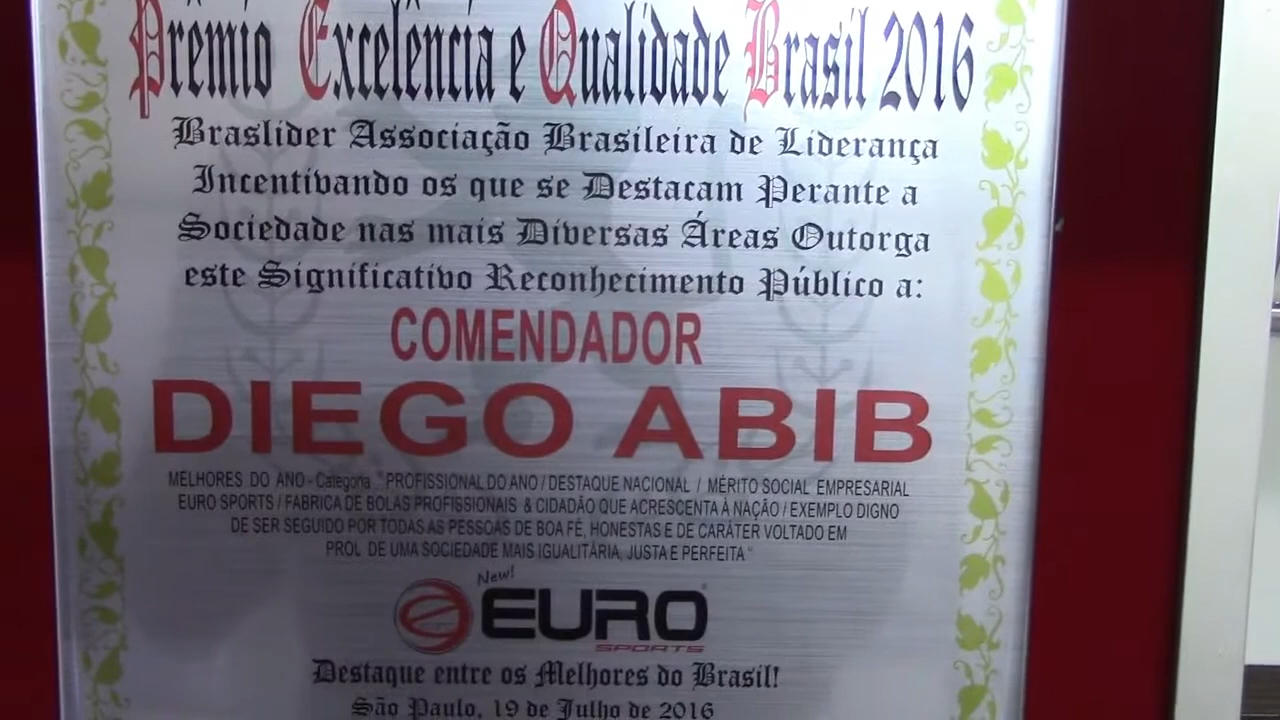 Prêmio Excelência e Qualidade Brasil 2016
Braslider Associação Brasileira de Liderança
Incentivando os que se Destacam Perante a
Sociedade nas mais Diversas Áreas Outorga
este Significativo Reconhecimento Público a:
COMENDADOR
DIEGO ABIB
MELHORES DO ANO - Categoria " PROFISSIONAL DO ANO / DESTAQUE NACIONAL / MÉRITO SOCIAL EMPRESARIAL
EURO SPORTS / FABRICA DE BOLAS PROFISSIONAIS & CIDADÃO QUE ACRESCENTA À NAÇÃO / EXEMPLO DIGNO
DE SER SEGUIDO POR TODAS AS PESSOAS DE BOA FÉ, HONESTAS E DE CARÁTER VOLTADO EM
PROL DE UMA SOCIEDADE MAIS IGUALITÁRIA, JUSTA E PERFEITA "
New!
EURO
SPORTS
Destaque entre os Melhores do Brasil!
São Paulo, 19 de Julho de 2016